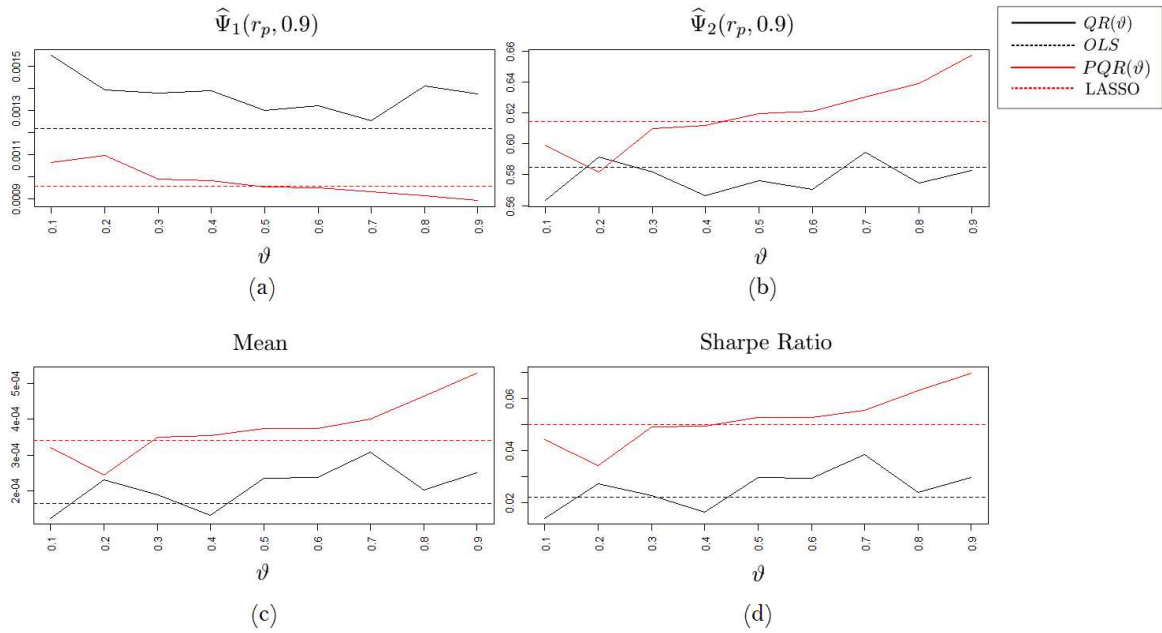 Ψ̂₁(r_p, 0.9)
0.0015
0.0013
0.0011
0.0009
0.1 0.2 0.3 0.4 0.5 0.6 0.7 0.8 0.9
ϑ
(a)
Ψ̂₂(r_p, 0.9)
0.66
0.64
0.62
0.60
0.58
0.56
0.1 0.2 0.3 0.4 0.5 0.6 0.7 0.8 0.9
ϑ
(b)
QR(ϑ)
OLS
PQR(ϑ)
LASSO
Mean
5e-04
4e-04
3e-04
2e-04
0.1 0.2 0.3 0.4 0.5 0.6 0.7 0.8 0.9
ϑ
(c)
Sharpe Ratio
0.06
0.04
0.02
0.1 0.2 0.3 0.4 0.5 0.6 0.7 0.8 0.9
ϑ
(d)